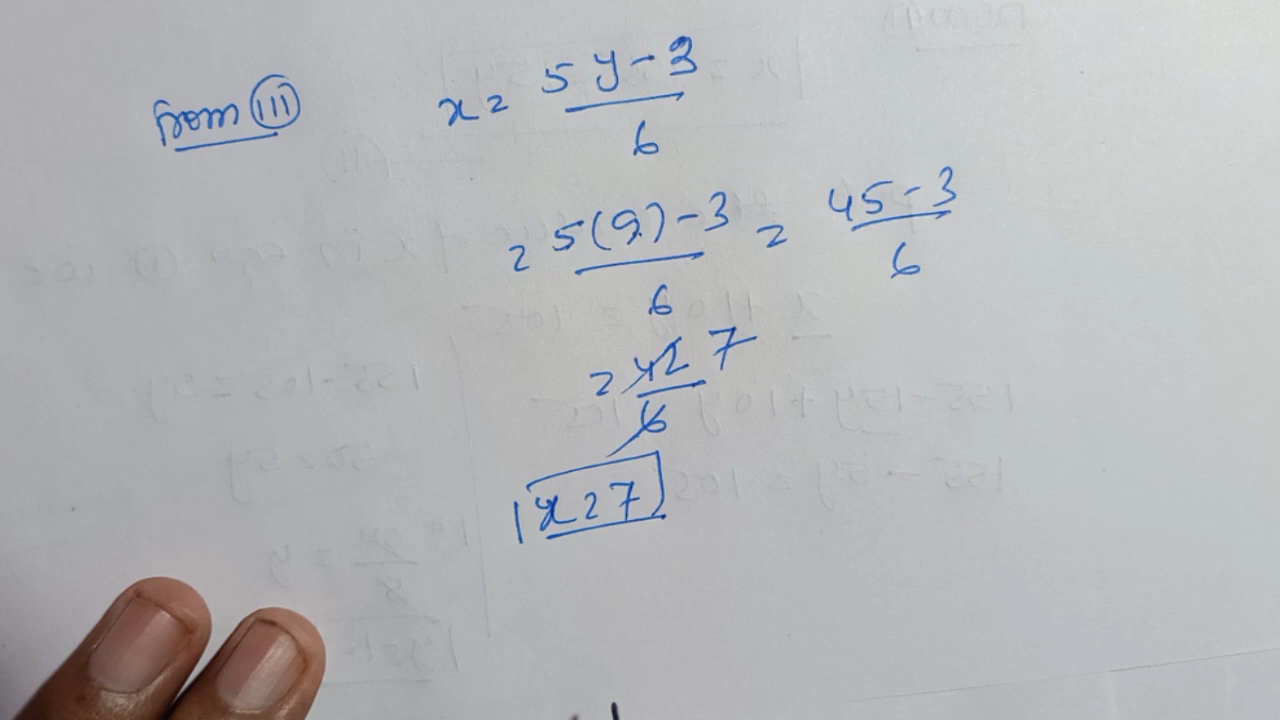 from (III) x = 5y-3/6
= 5(9)-3/6 = 45-3/6
= 42/6 7
x = 7